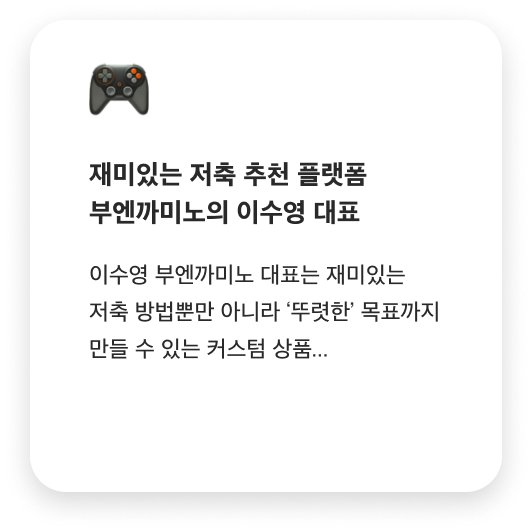 재미있는 저축 추천 플랫폼
부엔까미노의 이수영 대표
이수영 부엔까미노 대표는 재미있는
저축 방법뿐만 아니라 ‘뚜렷한’ 목표까지
만들 수 있는 커스텀 상품...